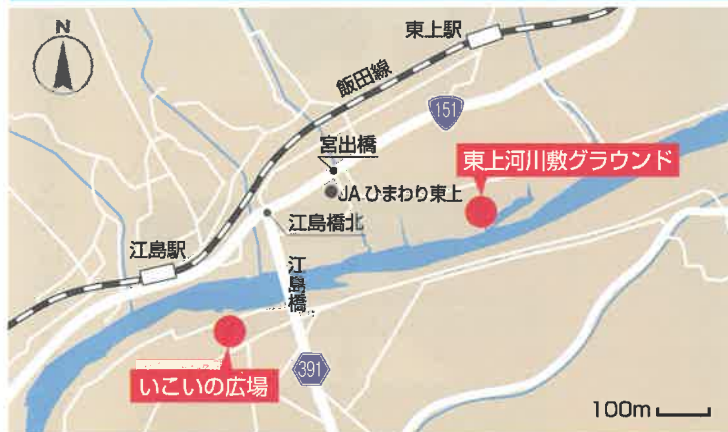 N
東上駅
飯田線
151
宮出橋
東上河川敷グラウンド
JAひまわり東上
江島橋北
江島駅
江島橋
391
いこいの広場
100m